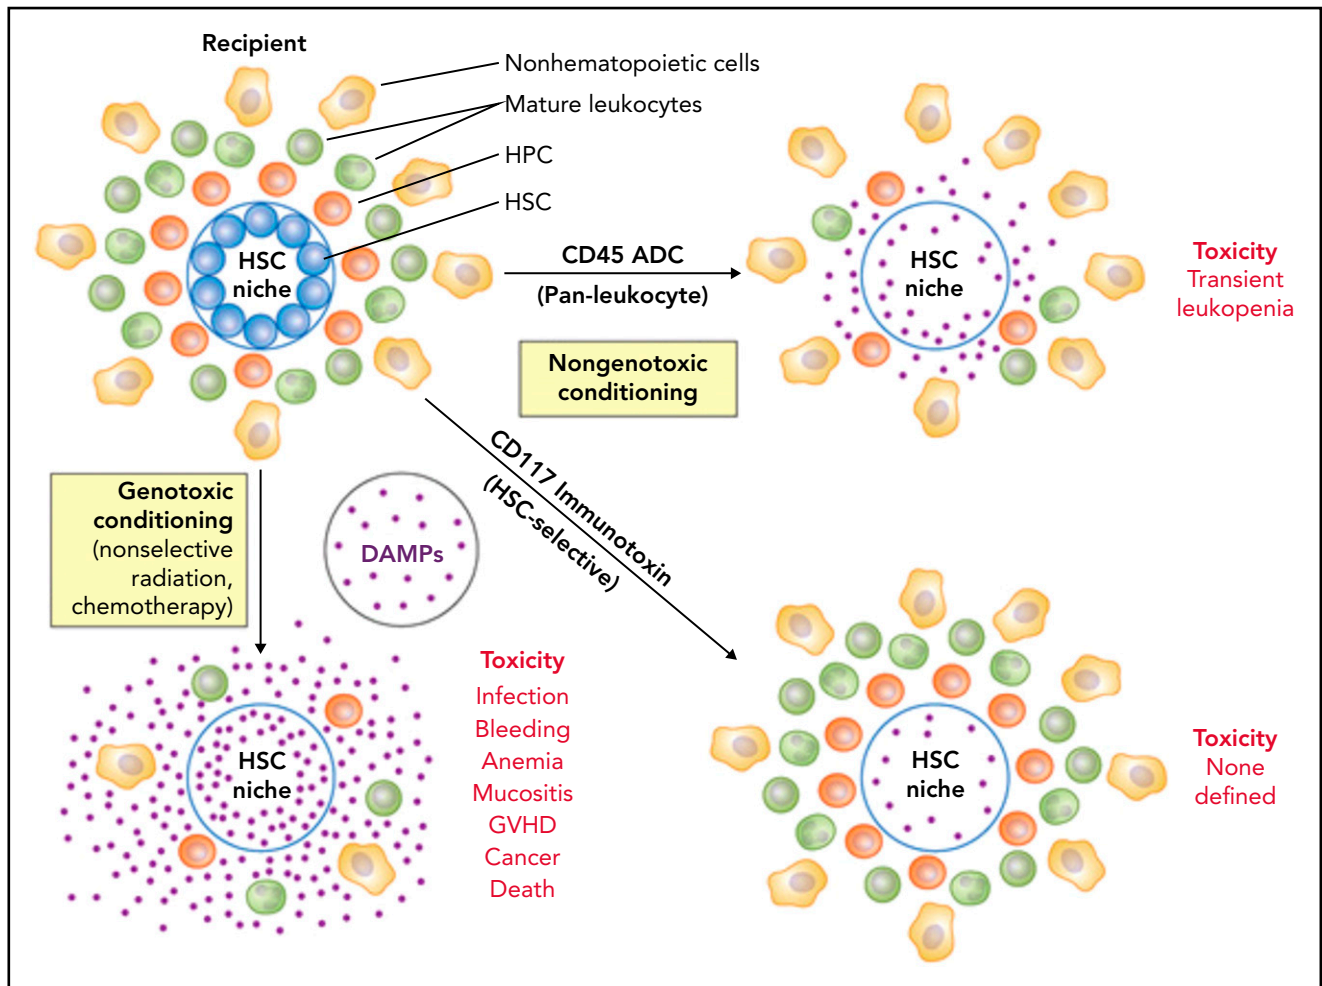 Recipient
Nonhematopoietic cells
Mature leukocytes
HPC
HSC
HSC
niche
CD45 ADC
(Pan-leukocyte)
Nongenotoxic
conditioning
HSC
niche
Toxicity
Transient
leukopenia
Genotoxic
conditioning
(nonselective
radiation,
chemotherapy)
DAMPs
CD117 Immunotoxin
(HSC-selective)
HSC
niche
Toxicity
Infection
Bleeding
Anemia
Mucositis
GVHD
Cancer
Death
HSC
niche
Toxicity
None
defined